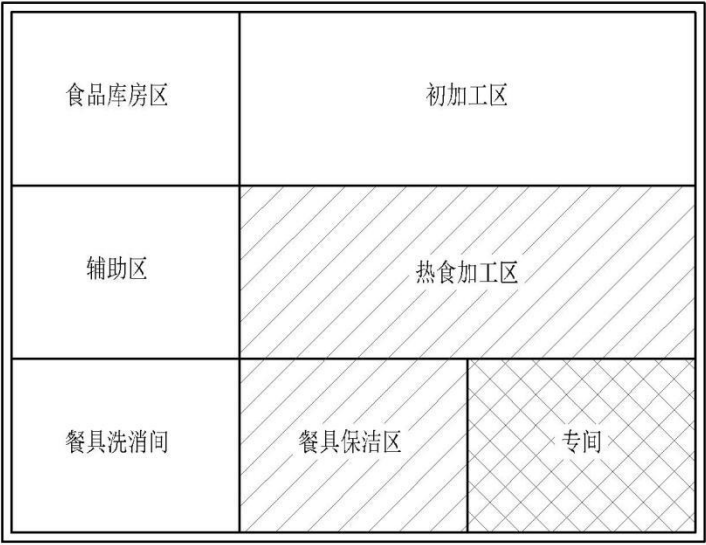 食品库房区
初加工区
辅助区
热食加工区
餐具洗消间
餐具保洁区
专间